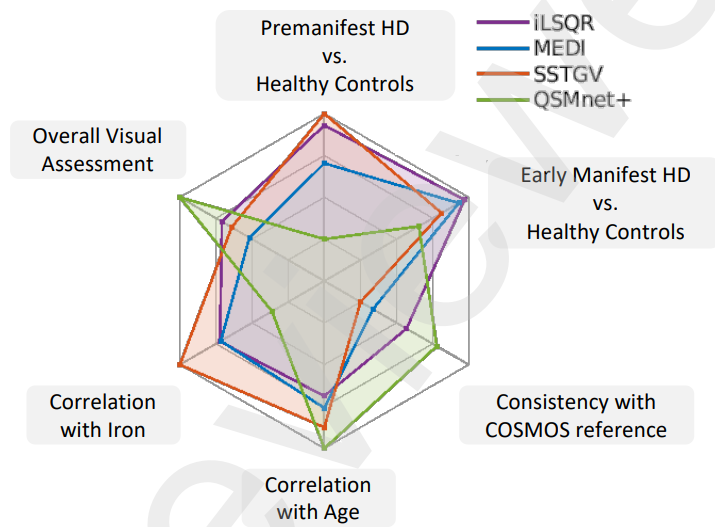 Premanifest HD
vs.
Healthy Controls
iLSQR
MEDI
SSTGV
QSMnet+
Overall Visual
Assessment
Early Manifest HD
vs.
Healthy Controls
Correlation
with Iron
Consistency with
COSMOS reference
Correlation
with Age